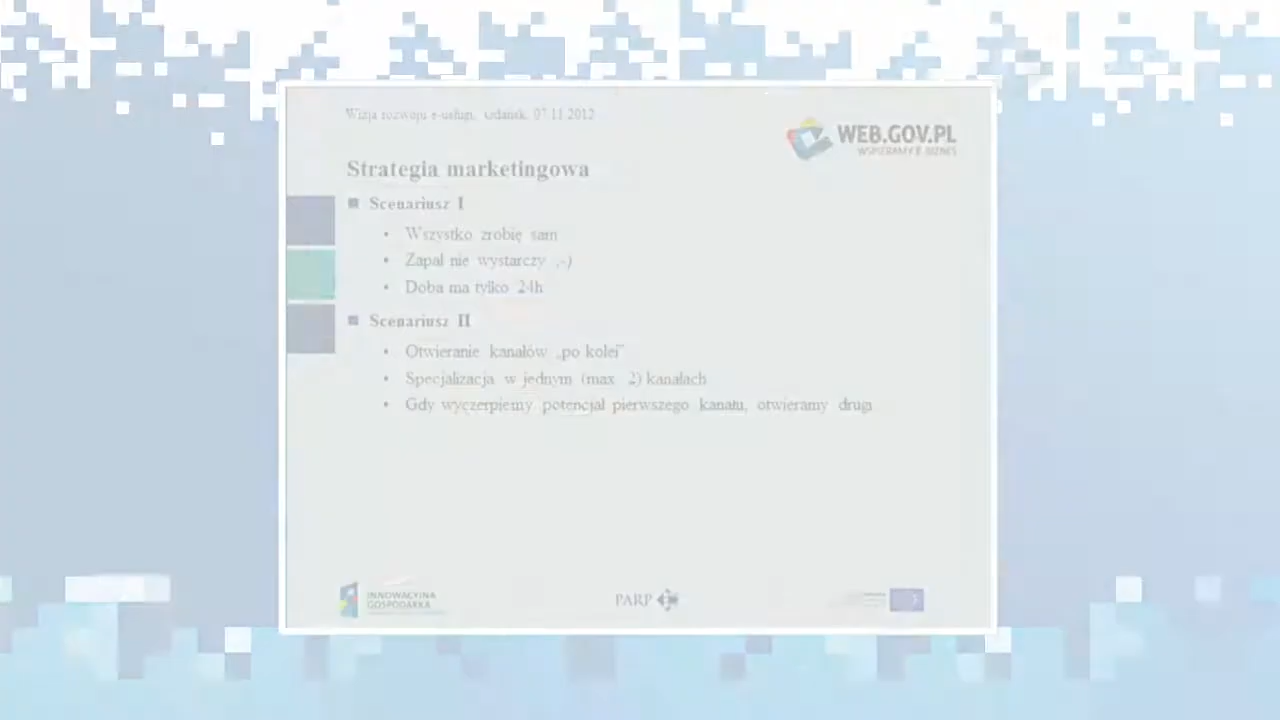 Wizja rozwoju e-usługi, Gdańsk, 07.11.2012
WEB.GOV.PL
WSPIERAMY E-BIZNES
Strategia marketingowa
Scenariusz I
Wszystko zrobię sam
Zapał nie wystarczy ;-)
Doba ma tylko 24h
Scenariusz II
Otwieranie kanałów „po kolei”
Specjalizacja w jednym (max. 2) kanałach
Gdy wyczerpiemy potencjał pierwszego kanału, otwieramy drugi
INNOWACYJNA
GOSPODARKA
PARP